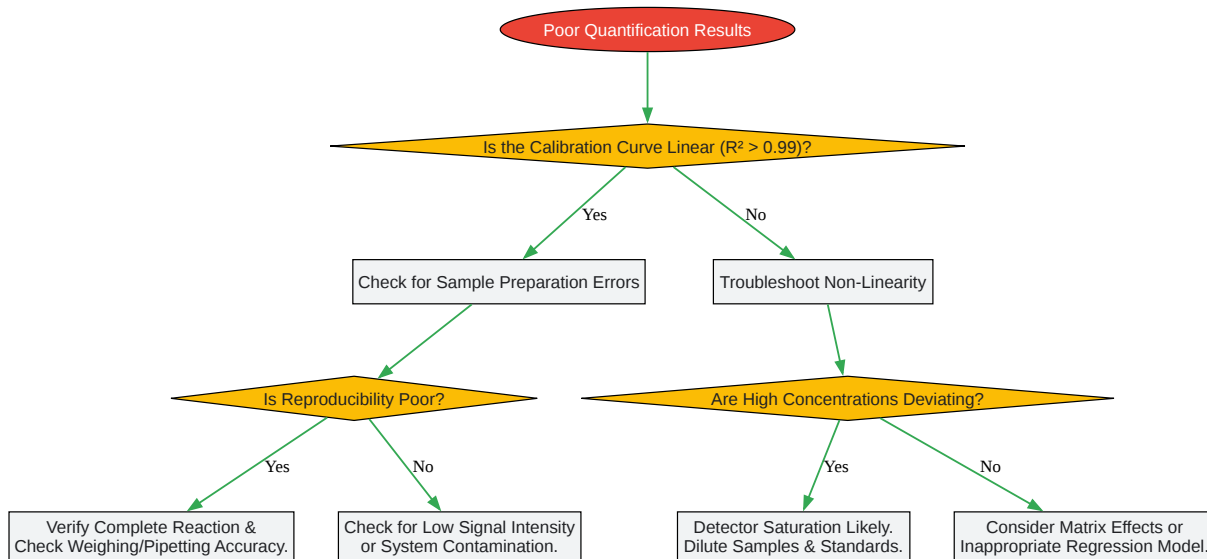 Poor Quantification Results
Is the Calibration Curve Linear (R² > 0.99)?
Yes
No
Check for Sample Preparation Errors
Troubleshoot Non-Linearity
Is Reproducibility Poor?
Are High Concentrations Deviating?
Yes
No
Yes
No
Verify Complete Reaction &
Check Weighing/Pipetting Accuracy.
Check for Low Signal Intensity
or System Contamination.
Detector Saturation Likely.
Dilute Samples & Standards.
Consider Matrix Effects or
Inappropriate Regression Model.